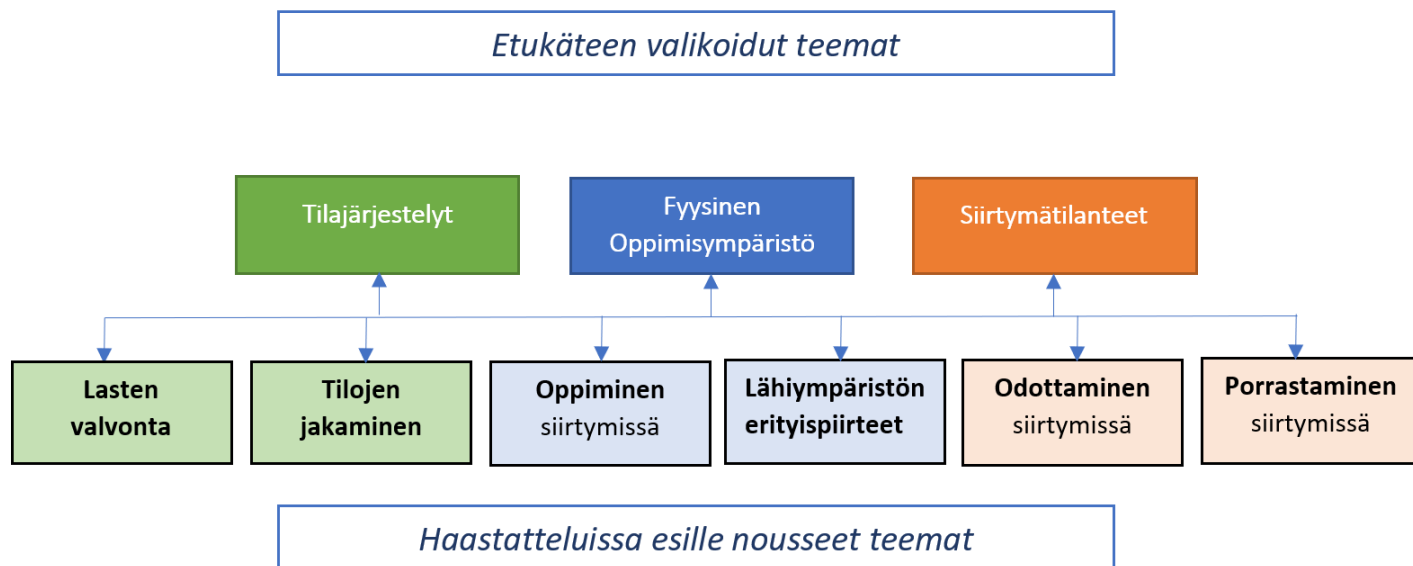 Etukäteen valikoidut teemat
Tilajärjestelyt
Fyysinen
Oppimisympäristö
Siirtymätilanteet
Lasten
valvonta
Tilojen
jakaminen
Oppiminen
siirtymissä
Lähiympäristön
erityispiirteet
Odottaminen
siirtymissä
Porrastaminen
siirtymissä
Haastatteluissa esille nousseet teemat